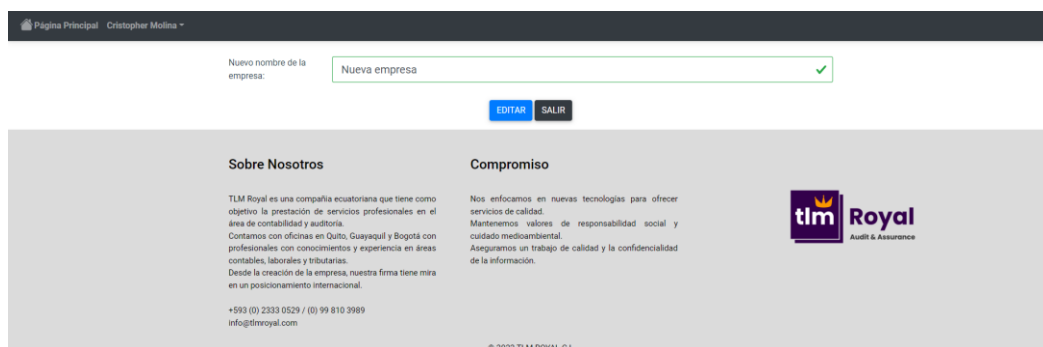 Página Principal Cristopher Molina
Nuevo nombre de la
empresa:
Nueva empresa
EDITAR SALIR
Sobre Nosotros
TLM Royal es una compañia ecuatoriana que tiene como
objetivo la prestación de servicios profesionales en el
área de contabilidad y auditoría.
Contamos con oficinas en Quito, Guayaquil y Bogotá con
profesionales con conocimientos y experiencia en áreas
contables, laborales y tributarias.
Desde la creación de la empresa, nuestra firma tiene mira
en un posicionamiento internacional.
+593 (0) 2333 0529 / (0) 99 810 3989
info@tlmroyal.com
Compromiso
Nos enfocamos en nuevas tecnologías para ofrecer
servicios de calidad.
Mantenemos valores de responsabilidad social y
cuidado medioambiental.
Aseguramos un trabajo de calidad y la confidencialidad
de la información.
tlm Royal
Audit & Assurance